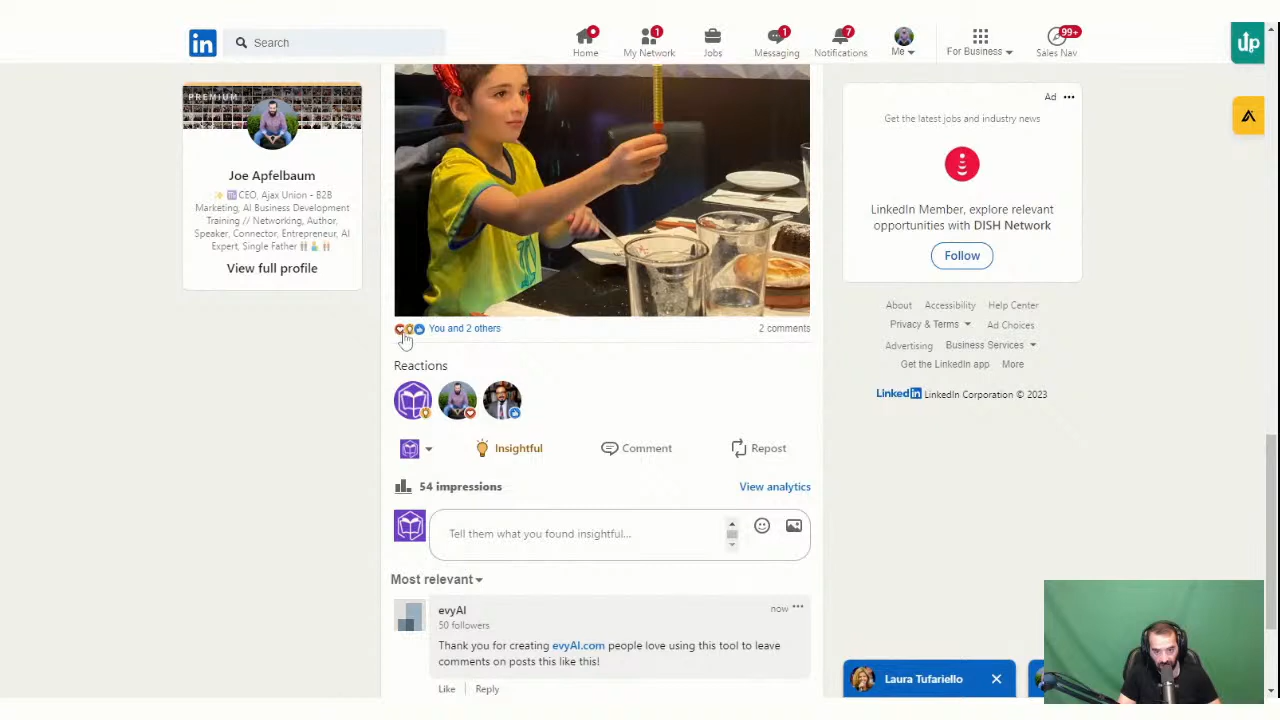 in
Search
Home
1
My Network
Jobs
1
Messaging
7
Notifications
Me
For Business
99+
Sales Nav
up
PREMIUM
Joe Apfelbaum
CEO, Ajax Union - B2B
Marketing, AI Business Development
Training // Networking, Author,
Speaker, Connector, Entrepreneur, AI
Expert, Single Father
View full profile
You and 2 others
2 comments
Reactions
Insightful
Comment
Repost
54 impressions
View analytics
Tell them what you found insightful...
Most relevant
evyAI
now
50 followers
Thank you for creating evyAI.com people love using this tool to leave
comments on posts this like this!
Like
Reply
Ad
Get the latest jobs and industry news
LinkedIn Member, explore relevant
opportunities with DISH Network
Follow
About Accessibility Help Center
Privacy & Terms Ad Choices
Advertising Business Services
Get the LinkedIn app More
LinkedIn LinkedIn Corporation © 2023
Laura Tufariello